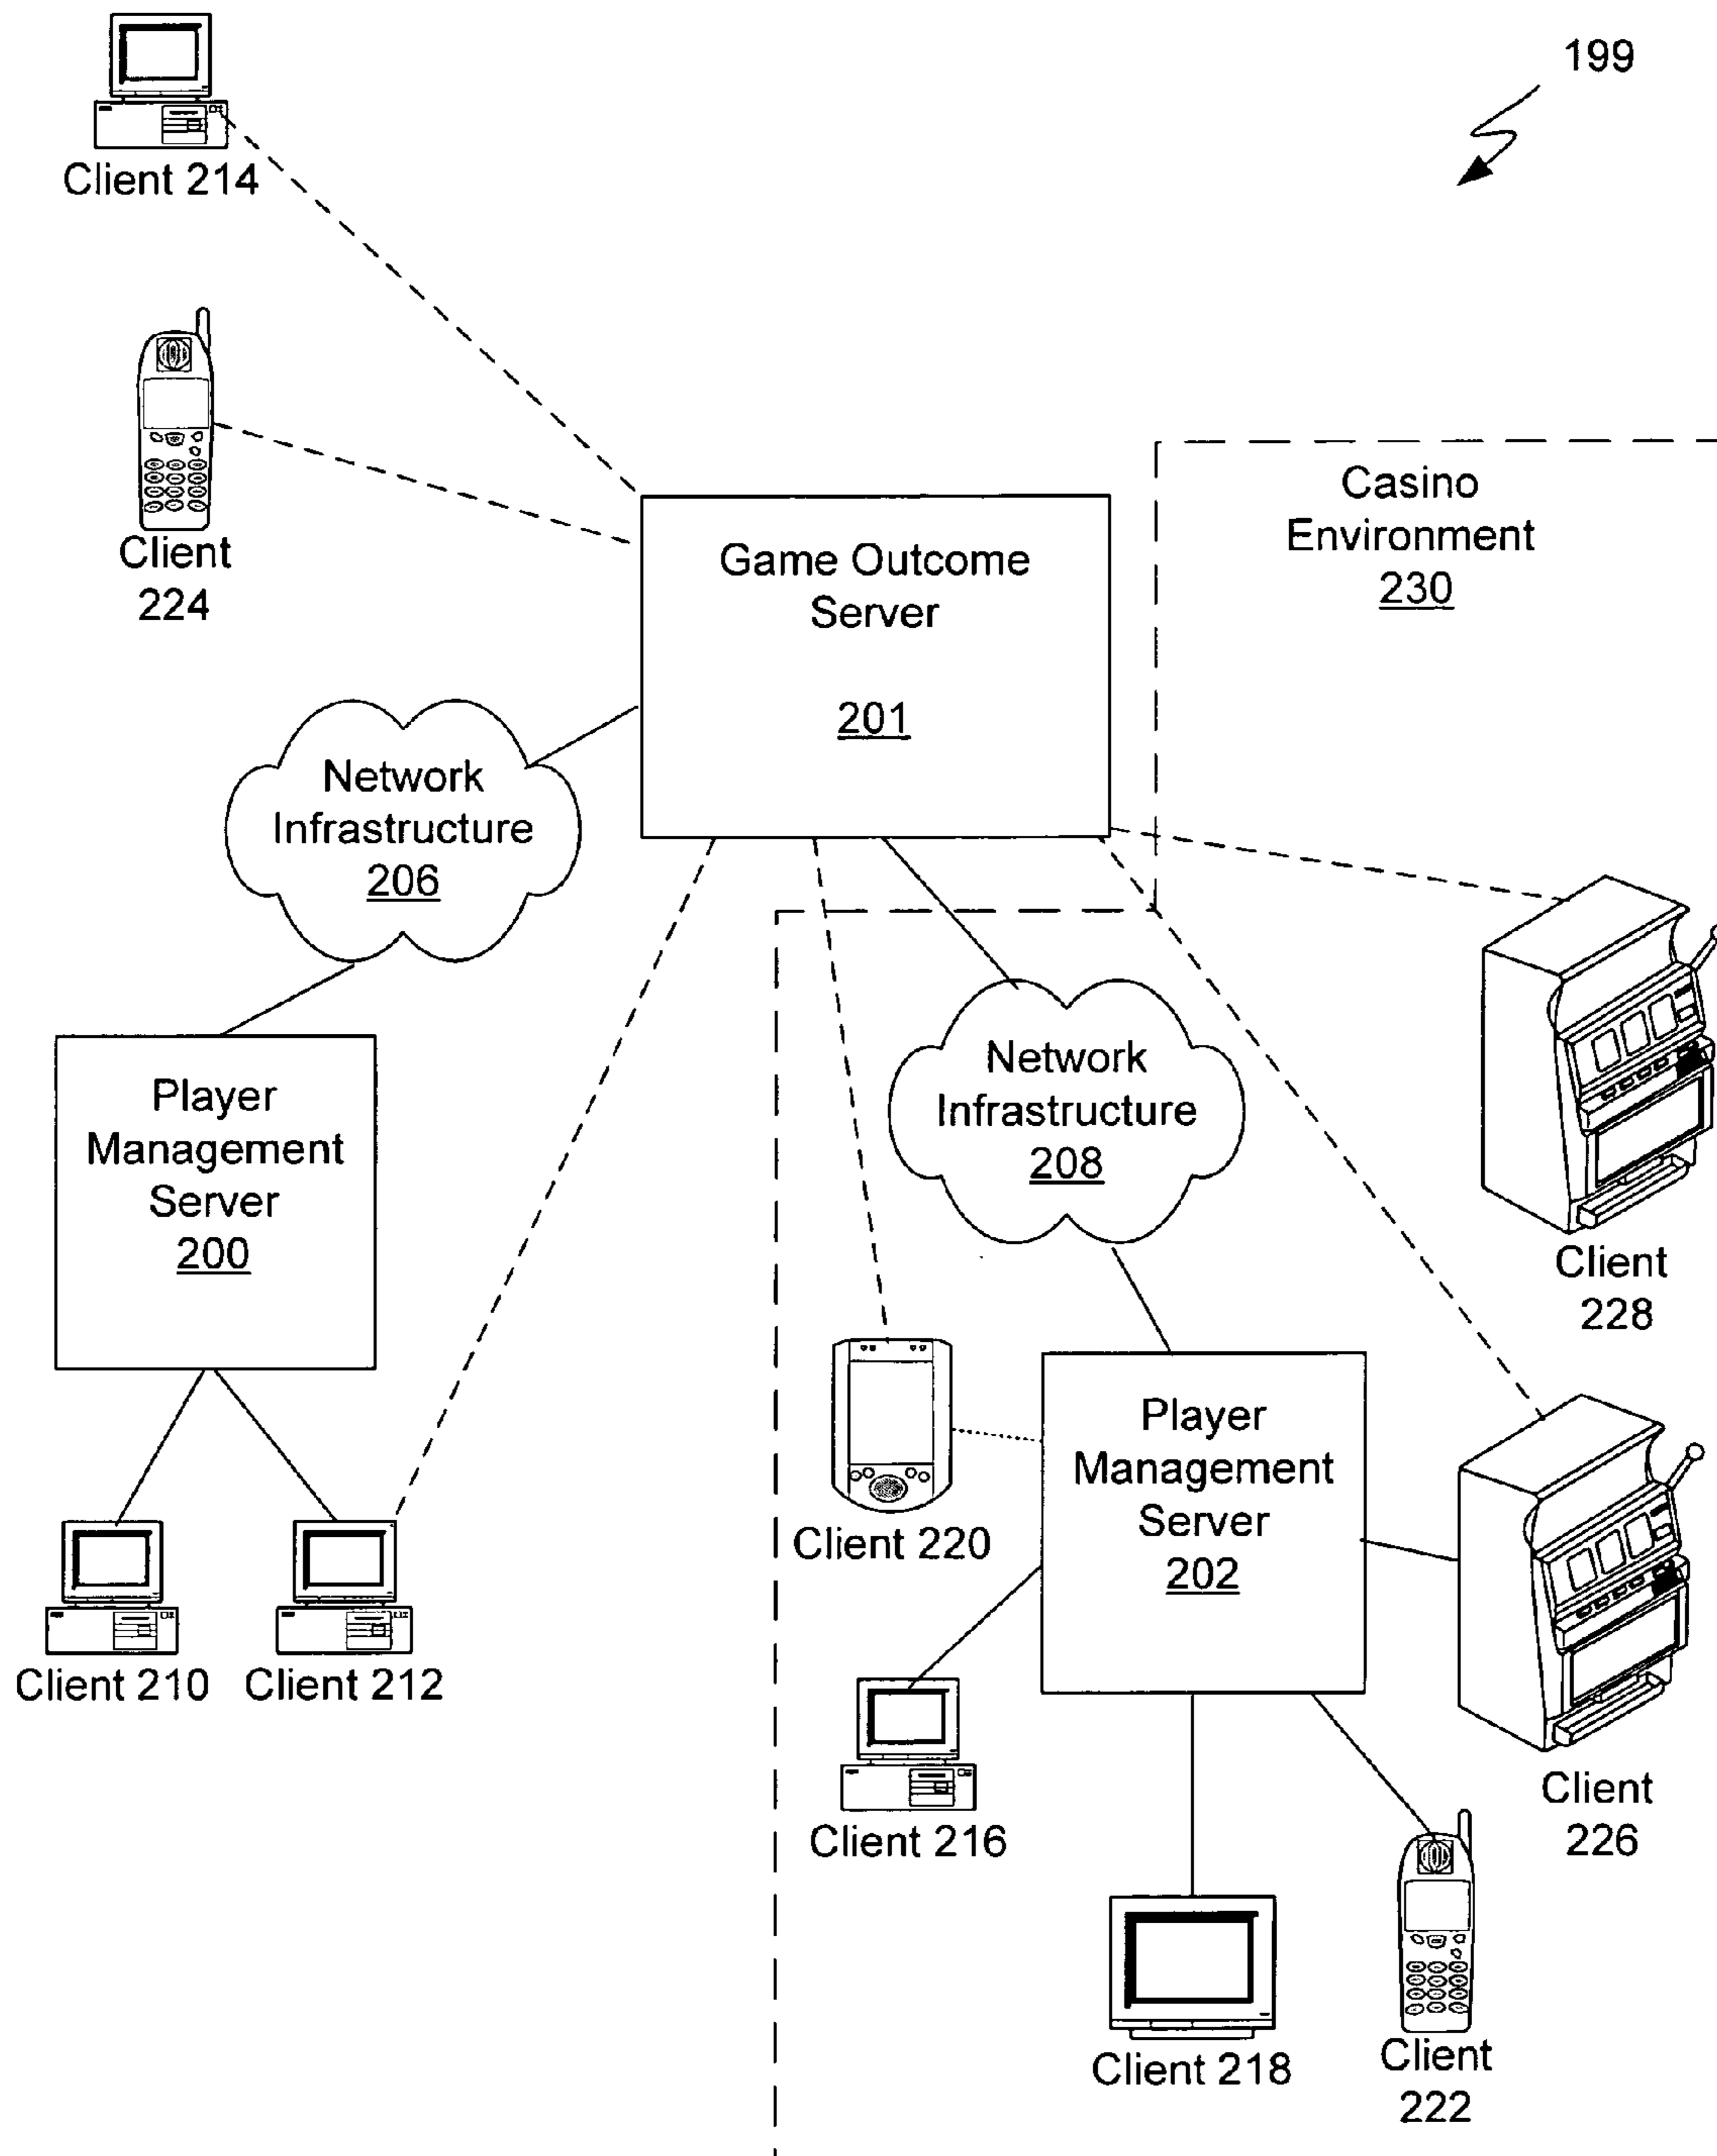 199
Client 214
Client
224
Casino
Environment
230
Game Outcome
Server
201
Network
Infrastructure
206
Network
Infrastructure
208
Player
Management
Server
200
Client
228
Player
Management
Server
202
Client 220
Client 210
Client 212
Client 216
Client
226
Client 218
Client
222